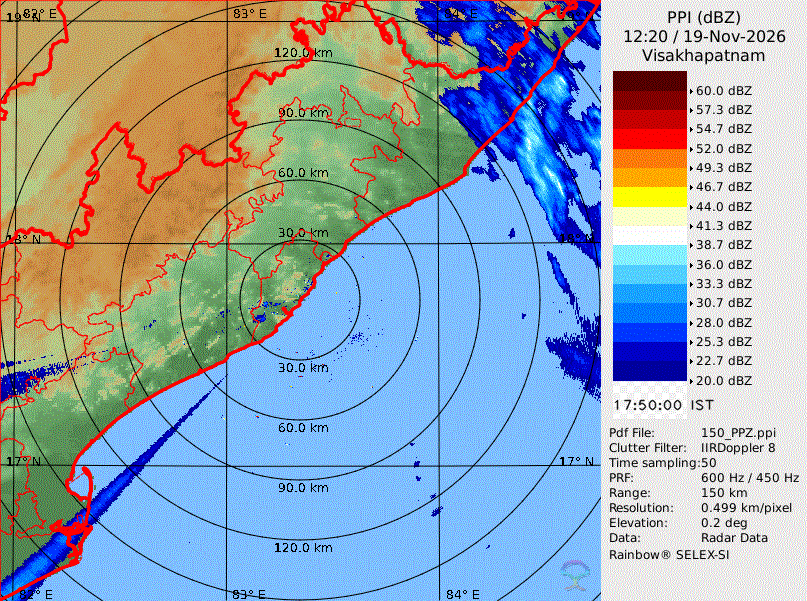 82° E
83° E
19° N
120.0 km
90.0 km
60.0 km
30.0 km
18° N
18° N
30.0 km
60.0 km
17° N
17° N
90.0 km
120.0 km
82° E
83° E
84° E
PPI (dBZ)
12:20 / 19-Nov-2026
Visakhapatnam
60.0 dBZ
57.3 dBZ
54.7 dBZ
52.0 dBZ
49.3 dBZ
46.7 dBZ
44.0 dBZ
41.3 dBZ
38.7 dBZ
36.0 dBZ
33.3 dBZ
30.7 dBZ
28.0 dBZ
25.3 dBZ
22.7 dBZ
20.0 dBZ
17:50:00 IST
Pdf File: 150_PPZ.ppi
Clutter Filter: IIRDoppler 8
Time sampling:50
PRF: 600 Hz / 450 Hz
Range: 150 km
Resolution: 0.499 km/pixel
Elevation: 0.2 deg
Data: Radar Data
Rainbow® SELEX-SI